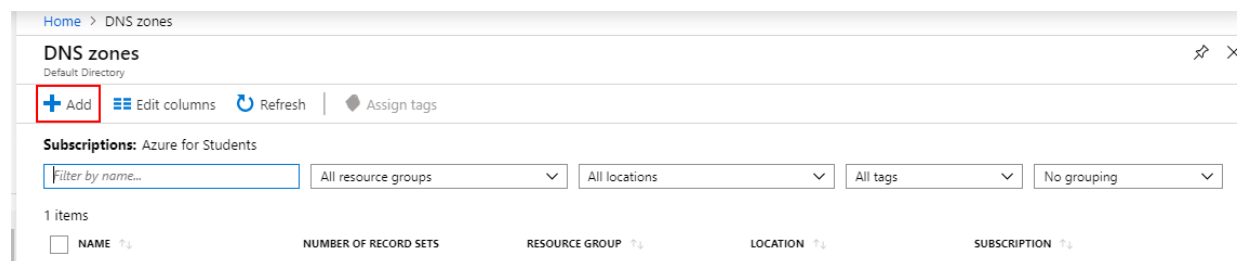 Home > DNS zones
DNS zones
Default Directory
Add Edit columns Refresh Assign tags
Subscriptions: Azure for Students
Filter by name... All resource groups All locations All tags No grouping
1 items
NAME NUMBER OF RECORD SETS RESOURCE GROUP LOCATION SUBSCRIPTION